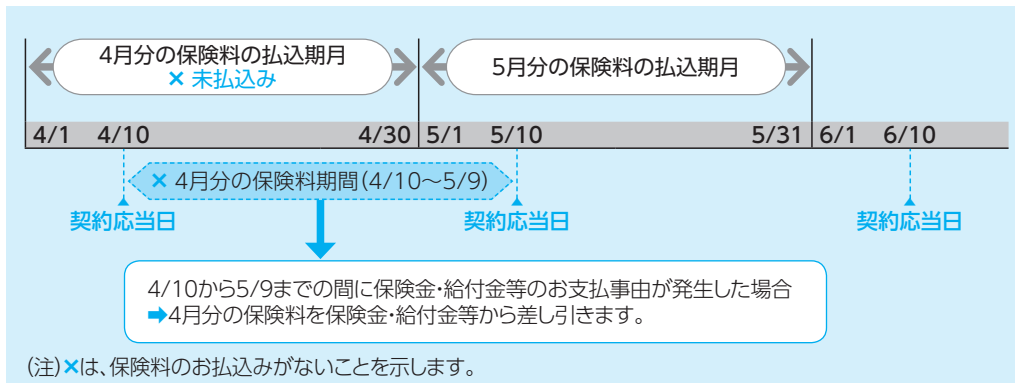 4月分の保険料の払込期月
× 未払込み
5月分の保険料の払込期月
4/1 4/10 4/30 5/1 5/10 5/31 6/1 6/10
× 4月分の保険料期間(4/10～5/9)
契約応当日 契約応当日 契約応当日
4/10から5/9までの間に保険金・給付金等のお支払事由が発生した場合
➡4月分の保険料を保険金・給付金等から差し引きます。
(注)×は、保険料のお払込みがないことを示します。